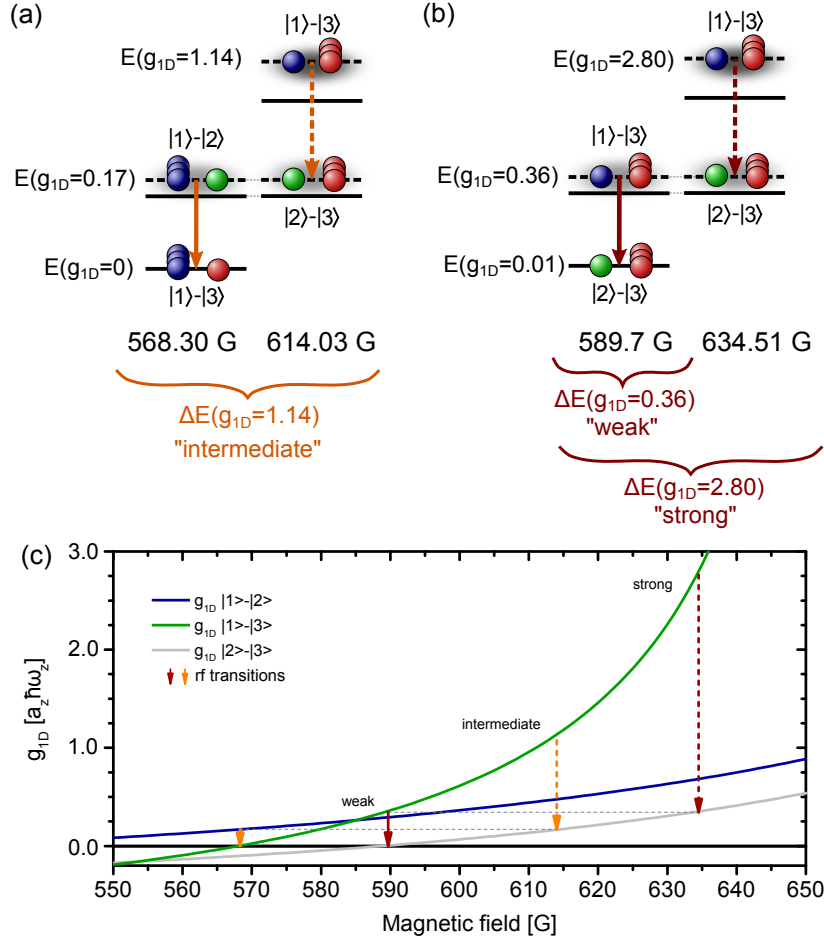 (a)
|1⟩-|3⟩
E(g1D=1.14)
|1⟩-|2⟩
E(g1D=0.17)
|2⟩-|3⟩
E(g1D=0)
|1⟩-|3⟩
568.30 G 614.03 G
ΔE(g1D=1.14)
"intermediate"
(b)
|1⟩-|3⟩
E(g1D=2.80)
|1⟩-|3⟩
E(g1D=0.36)
|2⟩-|3⟩
E(g1D=0.01)
|2⟩-|3⟩
589.7 G 634.51 G
ΔE(g1D=0.36)
"weak"
ΔE(g1D=2.80)
"strong"
(c)
3.0
2.0
1.0
0.0
g1D [azħωz]
g1D |1>-|2>
g1D |1>-|3>
g1D |2>-|3>
rf transitions
strong
intermediate
weak
550 560 570 580 590 600 610 620 630 640 650
Magnetic field [G]